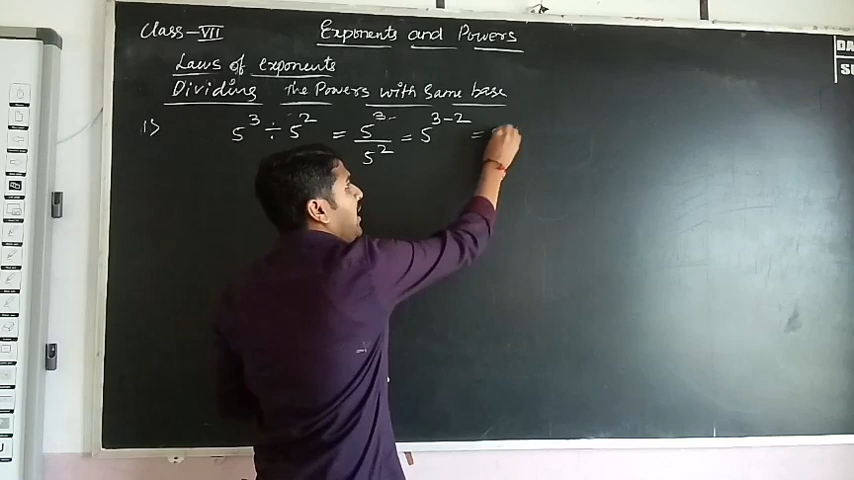 Class-VII Exponents and Powers
Laws of exponents
Dividing the Powers with Same base
1) 5³ ÷ 5² = 5³/5² = 5³⁻² =
DA